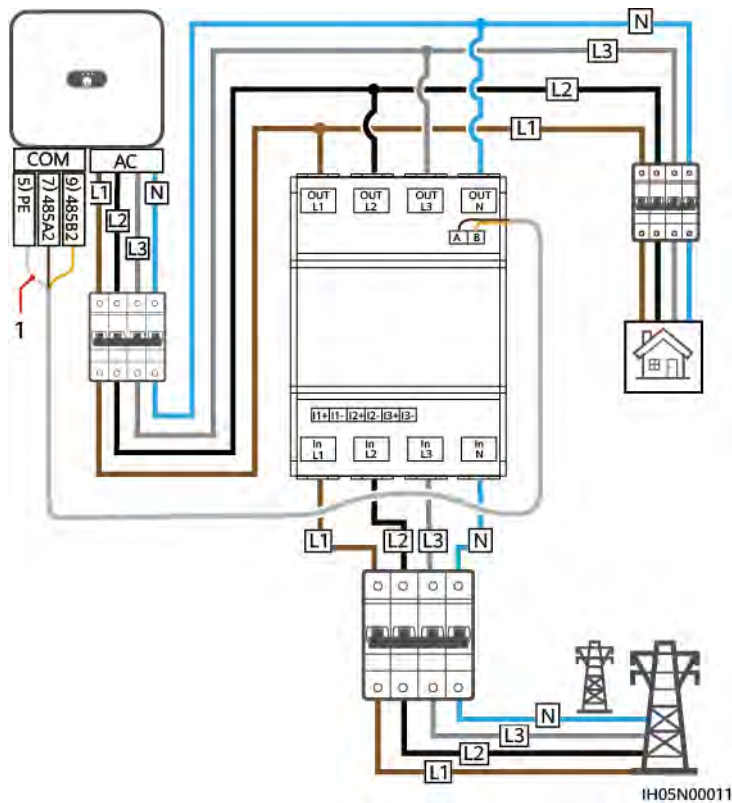 N
L3
L2
L1
COM
AC
5) PE
7) 485A2
9) 485B2
L1
L2
L3
N
OUT
L1
OUT
L2
OUT
L3
OUT
N
A B
1
I1+ I1- I2+ I2- I3+ I3-
In
L1
In
L2
In
L3
In
N
L1
L2
L3
N
N
L3
L2
L1
IH05N00011